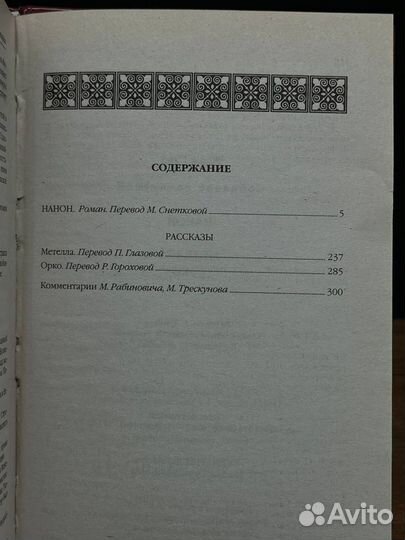 СОДЕРЖАНИЕ
НАНОН. Роман. Перевод М. Снетковой 5
РАССКАЗЫ
Метелла. Перевод П. Глазовой 237
Орко. Перевод Р. Гороховой 285
Комментарии М. Рабиновича, М. Трескунова 300
Avito